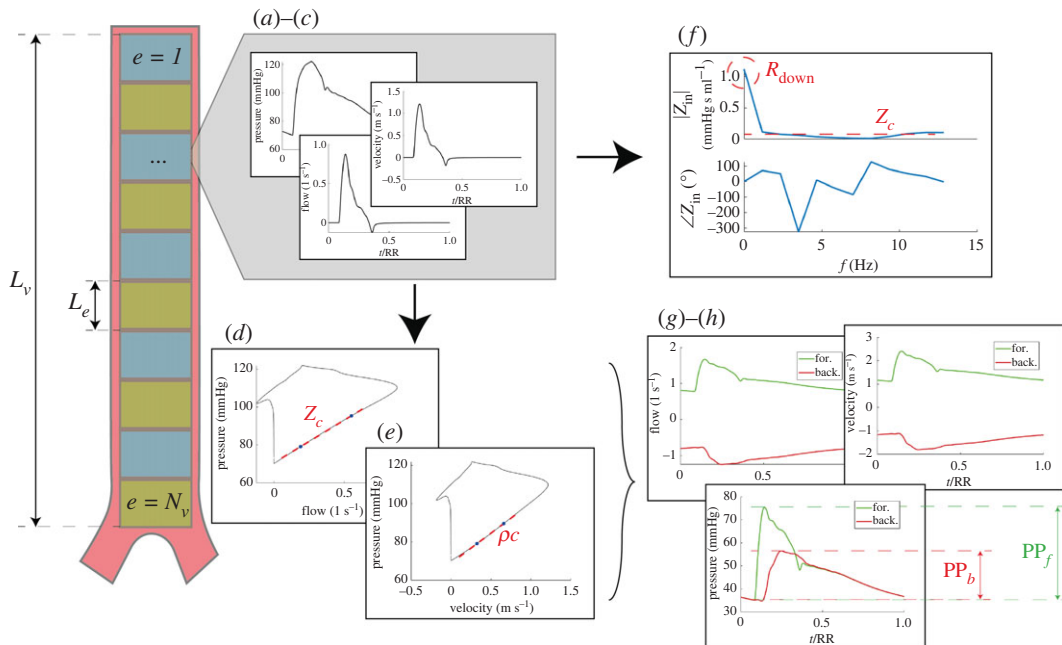 (a)–(c)
(f)
e = 1
...
e = N_v
L_v
L_e
pressure (mmHg)
120
100
80
60
0
velocity (m s⁻¹)
1.5
1.0
0.5
0
−0.5
0
0.5
1.0
t/RR
flow (1 s⁻¹)
1.0
0.5
0
0
0.5
1.0
t/RR
|Z_in|
(mmHg s ml⁻¹)
1.0
0.5
0
R_down
Z_c
∠Z_in (°)
100
0
−100
−200
−300
0
5
10
15
f (Hz)
(d)
pressure (mmHg)
120
100
80
60
Z_c
0
0.5
flow (1 s⁻¹)
(e)
pressure (mmHg)
120
100
80
60
ρc
−0.5
0
0.5
1.0
1.5
velocity (m s⁻¹)
(g)–(h)
flow (1 s⁻¹)
2
1
0
−1
for.
back.
0.5
t/RR
velocity (m s⁻¹)
3
2
1
0
−1
−2
for.
back.
0
0.5
1.0
t/RR
pressure (mmHg)
80
70
60
50
40
30
for.
back.
0
0.5
1.0
t/RR
PP_b
PP_f